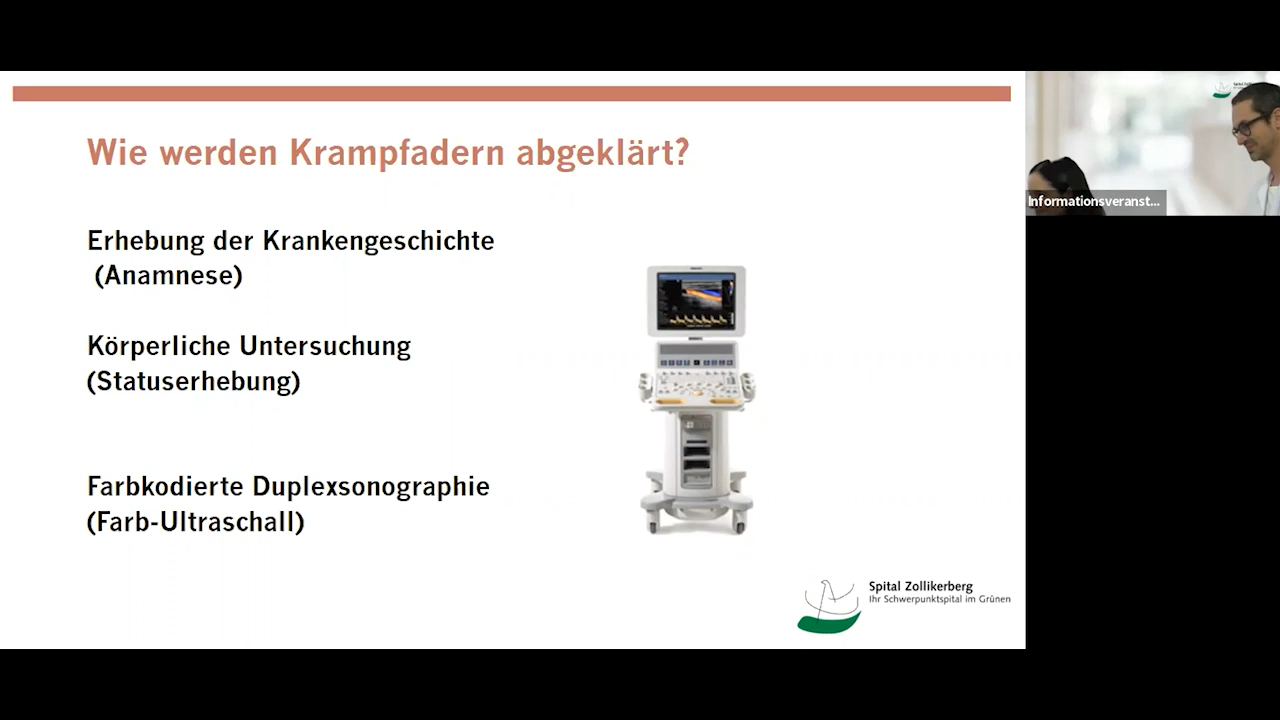 Wie werden Krampfadern abgeklärt?
Erhebung der Krankengeschichte
(Anamnese)
Körperliche Untersuchung
(Statuserhebung)
Farbkodierte Duplexsonographie
(Farb-Ultraschall)
Spital Zollikerberg
Ihr Schwerpunktspital im Grünen
Informationsveranst...